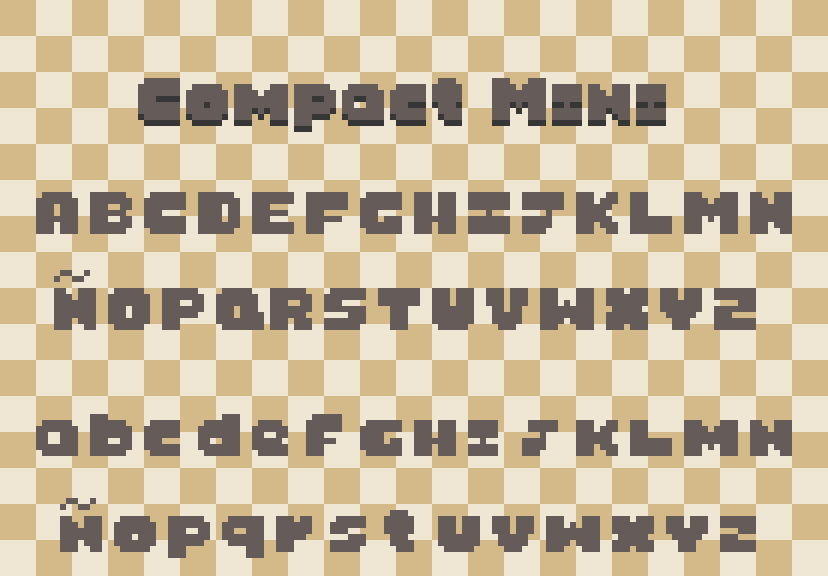 Compact Mini
ABCDEFGHIJKLMN
ÑOPQRSTUVWXYZ
abcdefghijklmn
ñopqrstuvwxyz